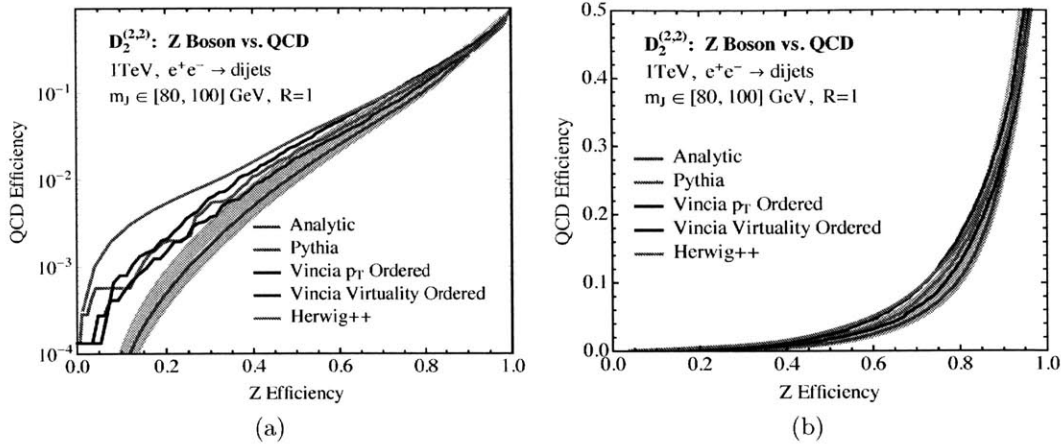 D₂^(2,2): Z Boson vs. QCD
1TeV, e⁺e⁻ → dijets
m_J ∈ [80, 100] GeV, R=1
10⁻¹
10⁻²
10⁻³
10⁻⁴
QCD Efficiency
Analytic
Pythia
Vincia p_T Ordered
Vincia Virtuality Ordered
Herwig++
0.0 0.2 0.4 0.6 0.8 1.0
Z Efficiency
(a)
0.5
0.4
0.3
0.2
0.1
0.0
QCD Efficiency
D₂^(2,2): Z Boson vs. QCD
1TeV, e⁺e⁻ → dijets
m_J ∈ [80, 100] GeV, R=1
Analytic
Pythia
Vincia p_T Ordered
Vincia Virtuality Ordered
Herwig++
0.0 0.2 0.4 0.6 0.8 1.0
Z Efficiency
(b)